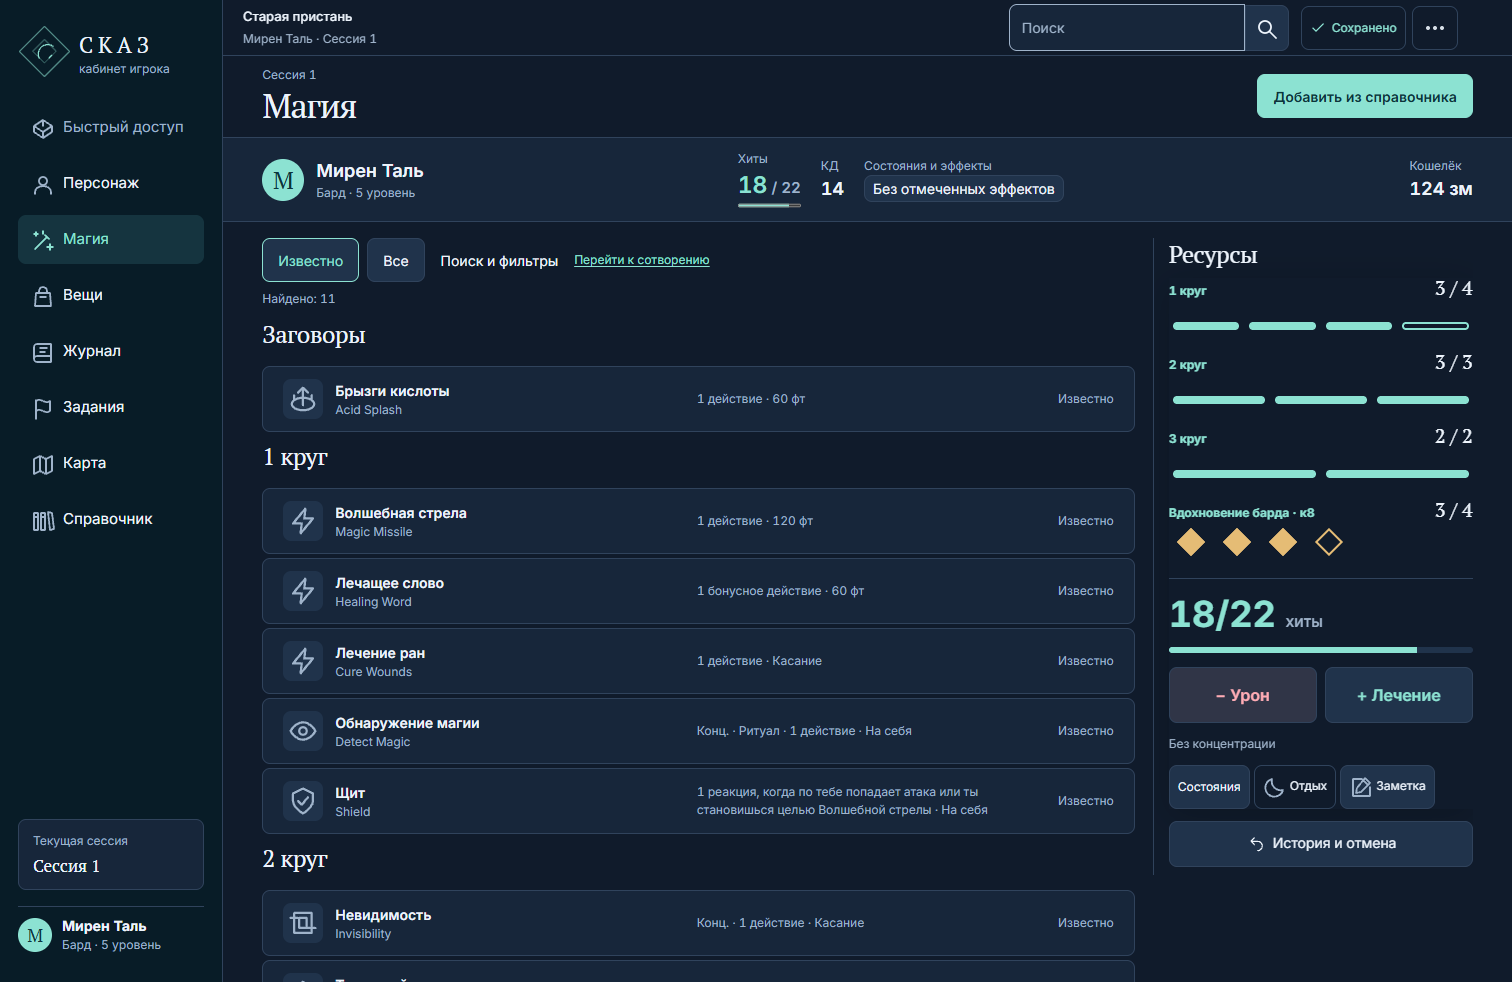 СКАЗ
кабинет игрока
Быстрый доступ
Персонаж
Магия
Вещи
Журнал
Задания
Карта
Справочник
Текущая сессия
Сессия 1
М
Мирен Таль
Бард · 5 уровень
Старая пристань
Мирен Таль · Сессия 1
Поиск
Сохранено
Сессия 1
Магия
Добавить из справочника
М
Мирен Таль
Бард · 5 уровень
Хиты
18 / 22
КД
14
Состояния и эффекты
Без отмеченных эффектов
Кошелёк
124 зм
Известно
Все
Поиск и фильтры
Перейти к сотворению
Найдено: 11
Заговоры
Брызги кислоты
Acid Splash
1 действие · 60 фт
Известно
1 круг
Волшебная стрела
Magic Missile
1 действие · 120 фт
Известно
Лечащее слово
Healing Word
1 бонусное действие · 60 фт
Известно
Лечение ран
Cure Wounds
1 действие · Касание
Известно
Обнаружение магии
Detect Magic
Конц. · Ритуал · 1 действие · На себя
Известно
Щит
Shield
1 реакция, когда по тебе попадает атака или ты
становишься целью Волшебной стрелы · На себя
Известно
2 круг
Невидимость
Invisibility
Конц. · 1 действие · Касание
Известно
Ресурсы
1 круг
3 / 4
2 круг
3 / 3
3 круг
2 / 2
Вдохновение барда · к8
3 / 4
18/22 хиты
− Урон
+ Лечение
Без концентрации
Состояния
Отдых
Заметка
История и отмена